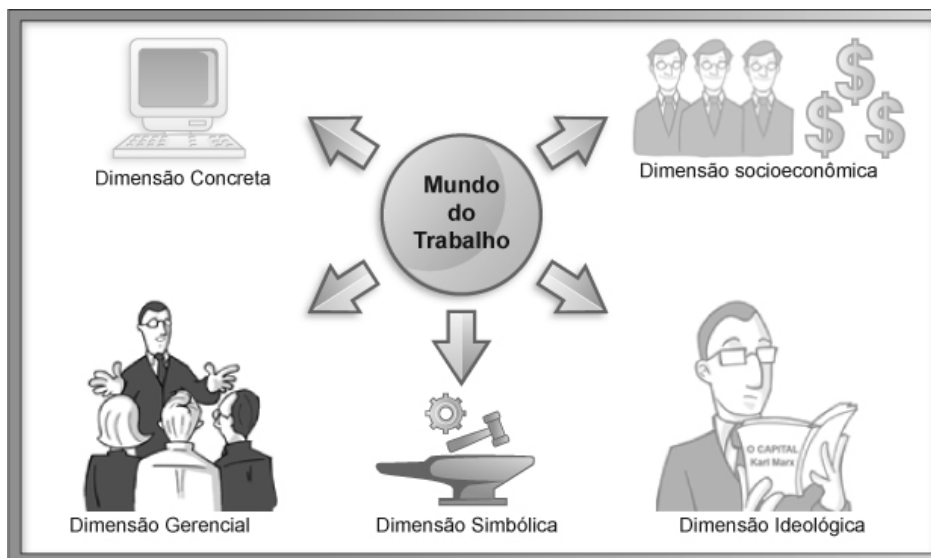 Dimensão Concreta
Dimensão socioeconômica
Mundo
do
Trabalho
O CAPITAL
Karl Marx
Dimensão Gerencial
Dimensão Simbólica
Dimensão Ideológica